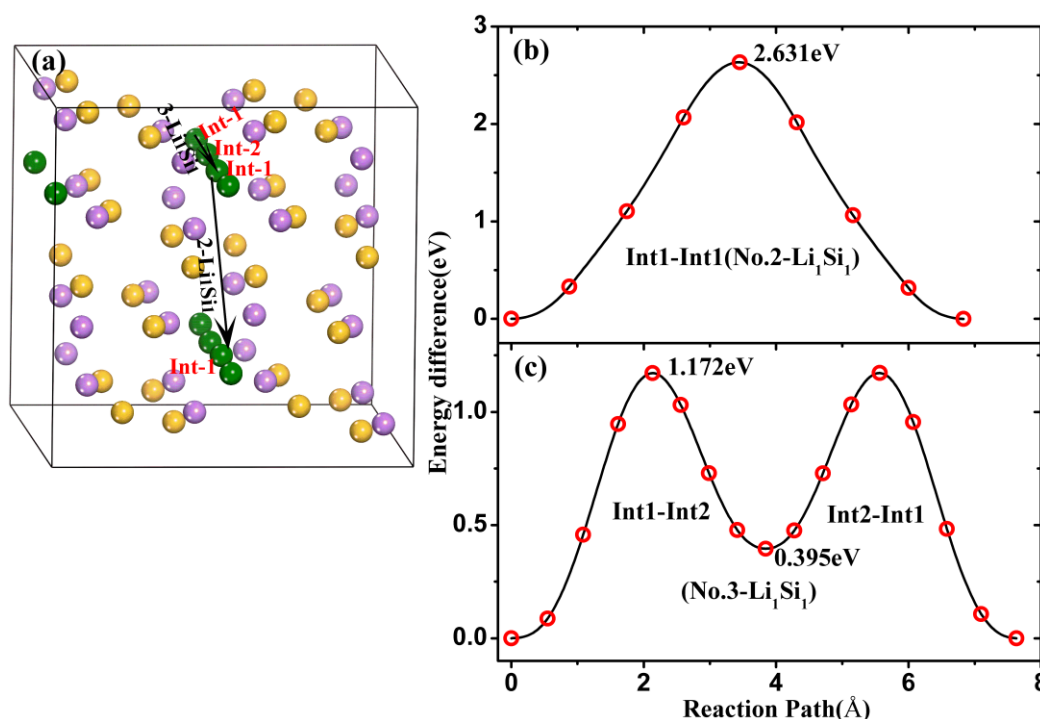 (a)
Int-1
Int-2
Int-1
3-Li1Si1
2-Li1Si1
Int-1
Energy difference(eV)
(b)
3
2
1
0
2.631eV
Int1-Int1(No.2-Li₁Si₁)
(c)
1.0
0.5
0.0
1.172eV
Int1-Int2
Int2-Int1
0.395eV
(No.3-Li₁Si₁)
0 2 4 6 8
Reaction Path(Å)